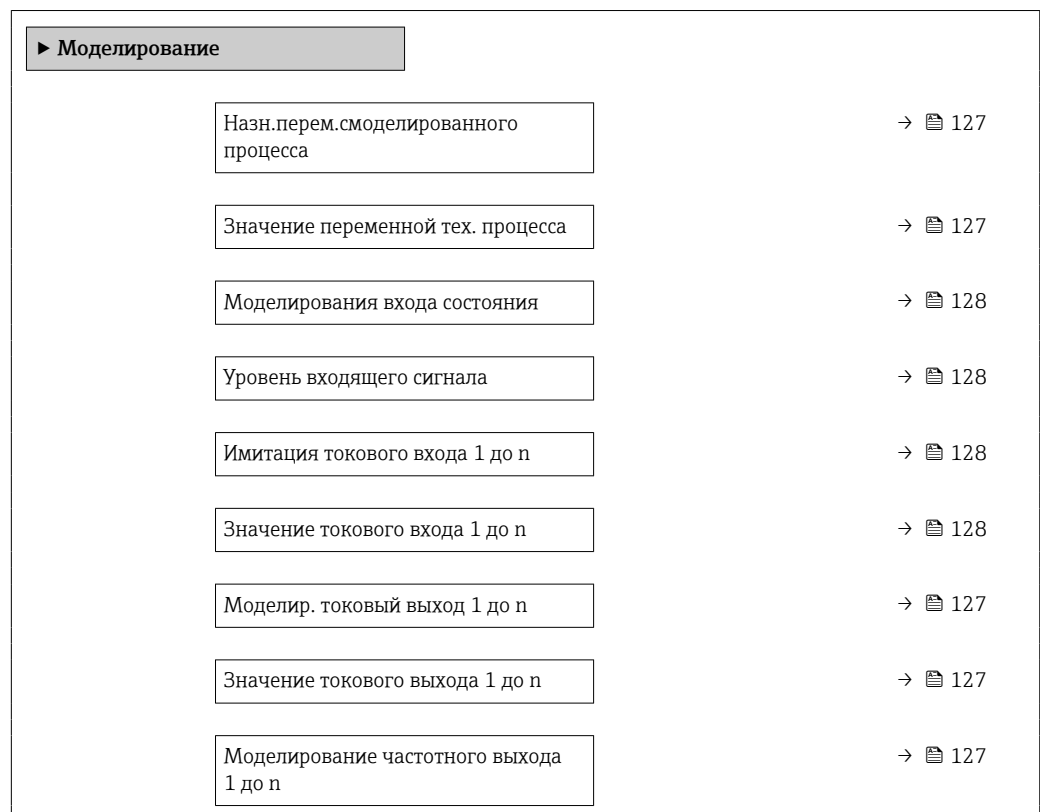 ▶ Моделирование
Назн.перем.смоделированного
процесса
→ 127
Значение переменной тех. процесса → 127
Моделирования входа состояния → 128
Уровень входящего сигнала → 128
Имитация токового входа 1 до n → 128
Значение токового входа 1 до n → 128
Моделир. токовый выход 1 до n → 127
Значение токового выхода 1 до n → 127
Моделирование частотного выхода
1 до n
→ 127